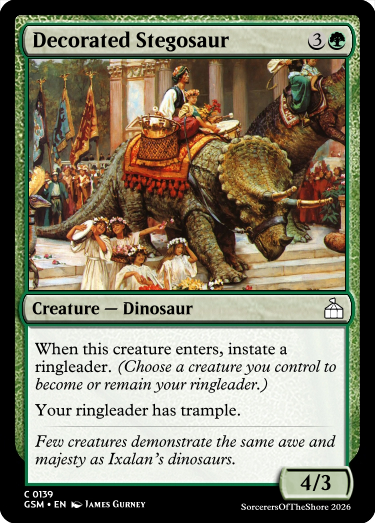 Decorated Stegosaur 3
Creature — Dinosaur
When this creature enters, instate a
ringleader. (Choose a creature you control to
become or remain your ringleader.)
Your ringleader has trample.
Few creatures demonstrate the same awe and
majesty as Ixalan's dinosaurs.
4/3
C 0139
GSM • EN James Gurney
SorcerersOfTheShore 2026